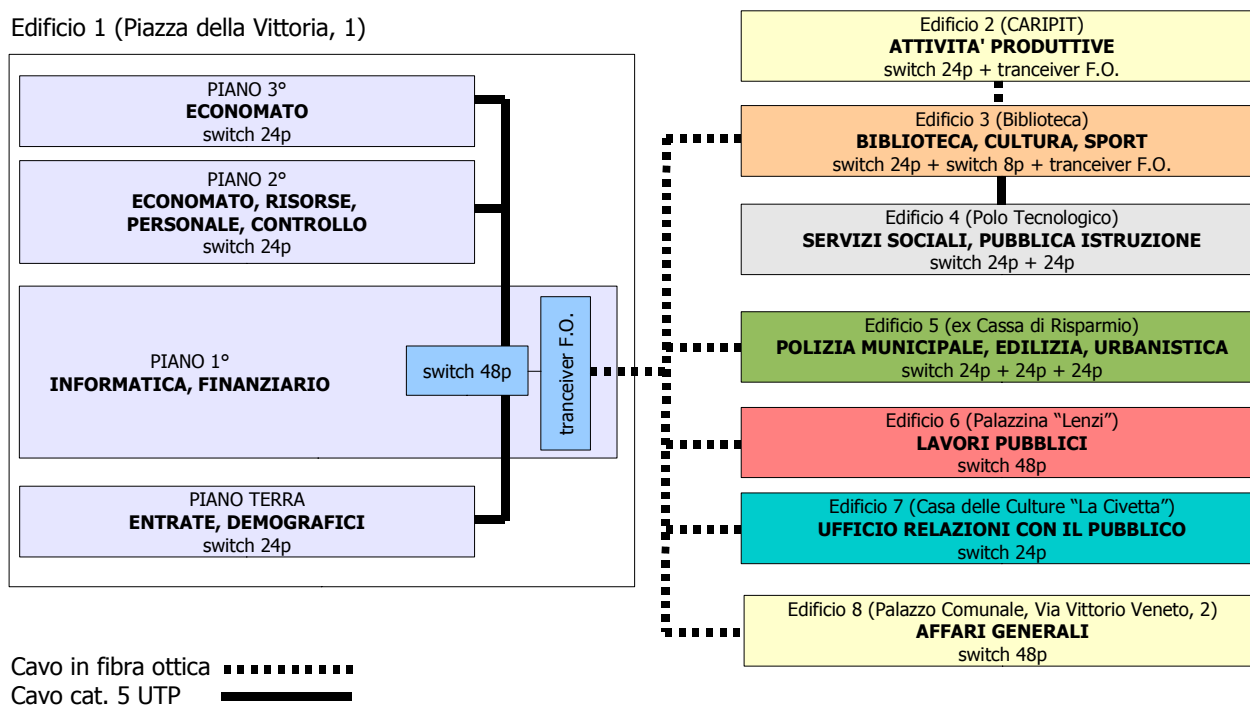 Edificio 1 (Piazza della Vittoria, 1)
PIANO 3°
ECONOMATO
switch 24p
PIANO 2°
ECONOMATO, RISORSE,
PERSONALE, CONTROLLO
switch 24p
PIANO 1°
INFORMATICA, FINANZIARIO
switch 48p
tranceiver F.O.
PIANO TERRA
ENTRATE, DEMOGRAFICI
switch 24p
Edificio 2 (CARIPIT)
ATTIVITA' PRODUTTIVE
switch 24p + tranceiver F.O.
Edificio 3 (Biblioteca)
BIBLIOTECA, CULTURA, SPORT
switch 24p + switch 8p + tranceiver F.O.
Edificio 4 (Polo Tecnologico)
SERVIZI SOCIALI, PUBBLICA ISTRUZIONE
switch 24p + 24p
Edificio 5 (ex Cassa di Risparmio)
POLIZIA MUNICIPALE, EDILIZIA, URBANISTICA
switch 24p + 24p + 24p
Edificio 6 (Palazzina “Lenzi”)
LAVORI PUBBLICI
switch 48p
Edificio 7 (Casa delle Culture “La Civetta”)
UFFICIO RELAZIONI CON IL PUBBLICO
switch 24p
Edificio 8 (Palazzo Comunale, Via Vittorio Veneto, 2)
AFFARI GENERALI
switch 48p
Cavo in fibra ottica
Cavo cat. 5 UTP